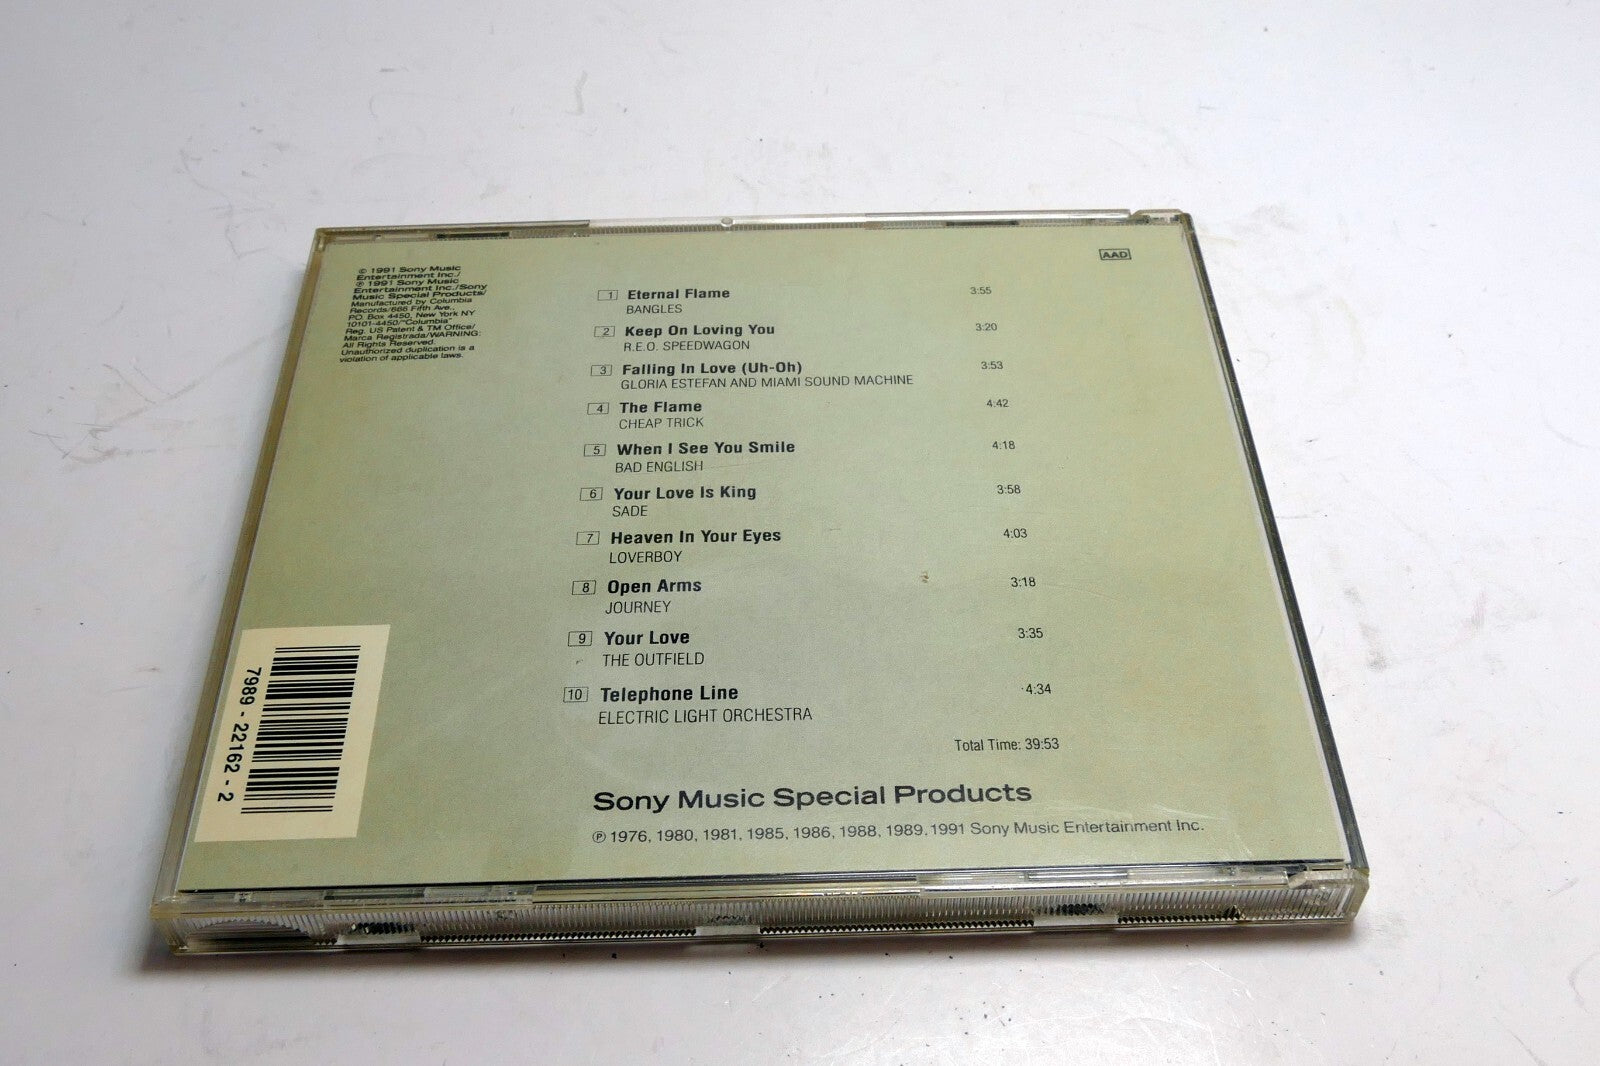 © 1991 Sony Music
Entertainment Inc./
℗ 1991 Sony Music
Entertainment Inc./Sony
Music Special Products/
Manufactured by Columbia
Records/666 Fifth Ave.,
P.O. Box 4450, New York NY
10101-4450/"Columbia"
Reg. US Patent & TM Office/
Marca Registrada/WARNING:
All Rights Reserved.
Unauthorized duplication is a
violation of applicable laws.
AAD
1 Eternal Flame 3:55
BANGLES
2 Keep On Loving You 3:20
R.E.O. SPEEDWAGON
3 Falling In Love (Uh-Oh) 3:53
GLORIA ESTEFAN AND MIAMI SOUND MACHINE
4 The Flame 4:42
CHEAP TRICK
5 When I See You Smile 4:18
BAD ENGLISH
6 Your Love Is King 3:58
SADE
7 Heaven In Your Eyes 4:03
LOVERBOY
8 Open Arms 3:18
JOURNEY
9 Your Love 3:35
THE OUTFIELD
10 Telephone Line 4:34
ELECTRIC LIGHT ORCHESTRA
Total Time: 39:53
Sony Music Special Products
℗ 1976, 1980, 1981, 1985, 1986, 1988, 1989, 1991 Sony Music Entertainment Inc.
7989-22162-2